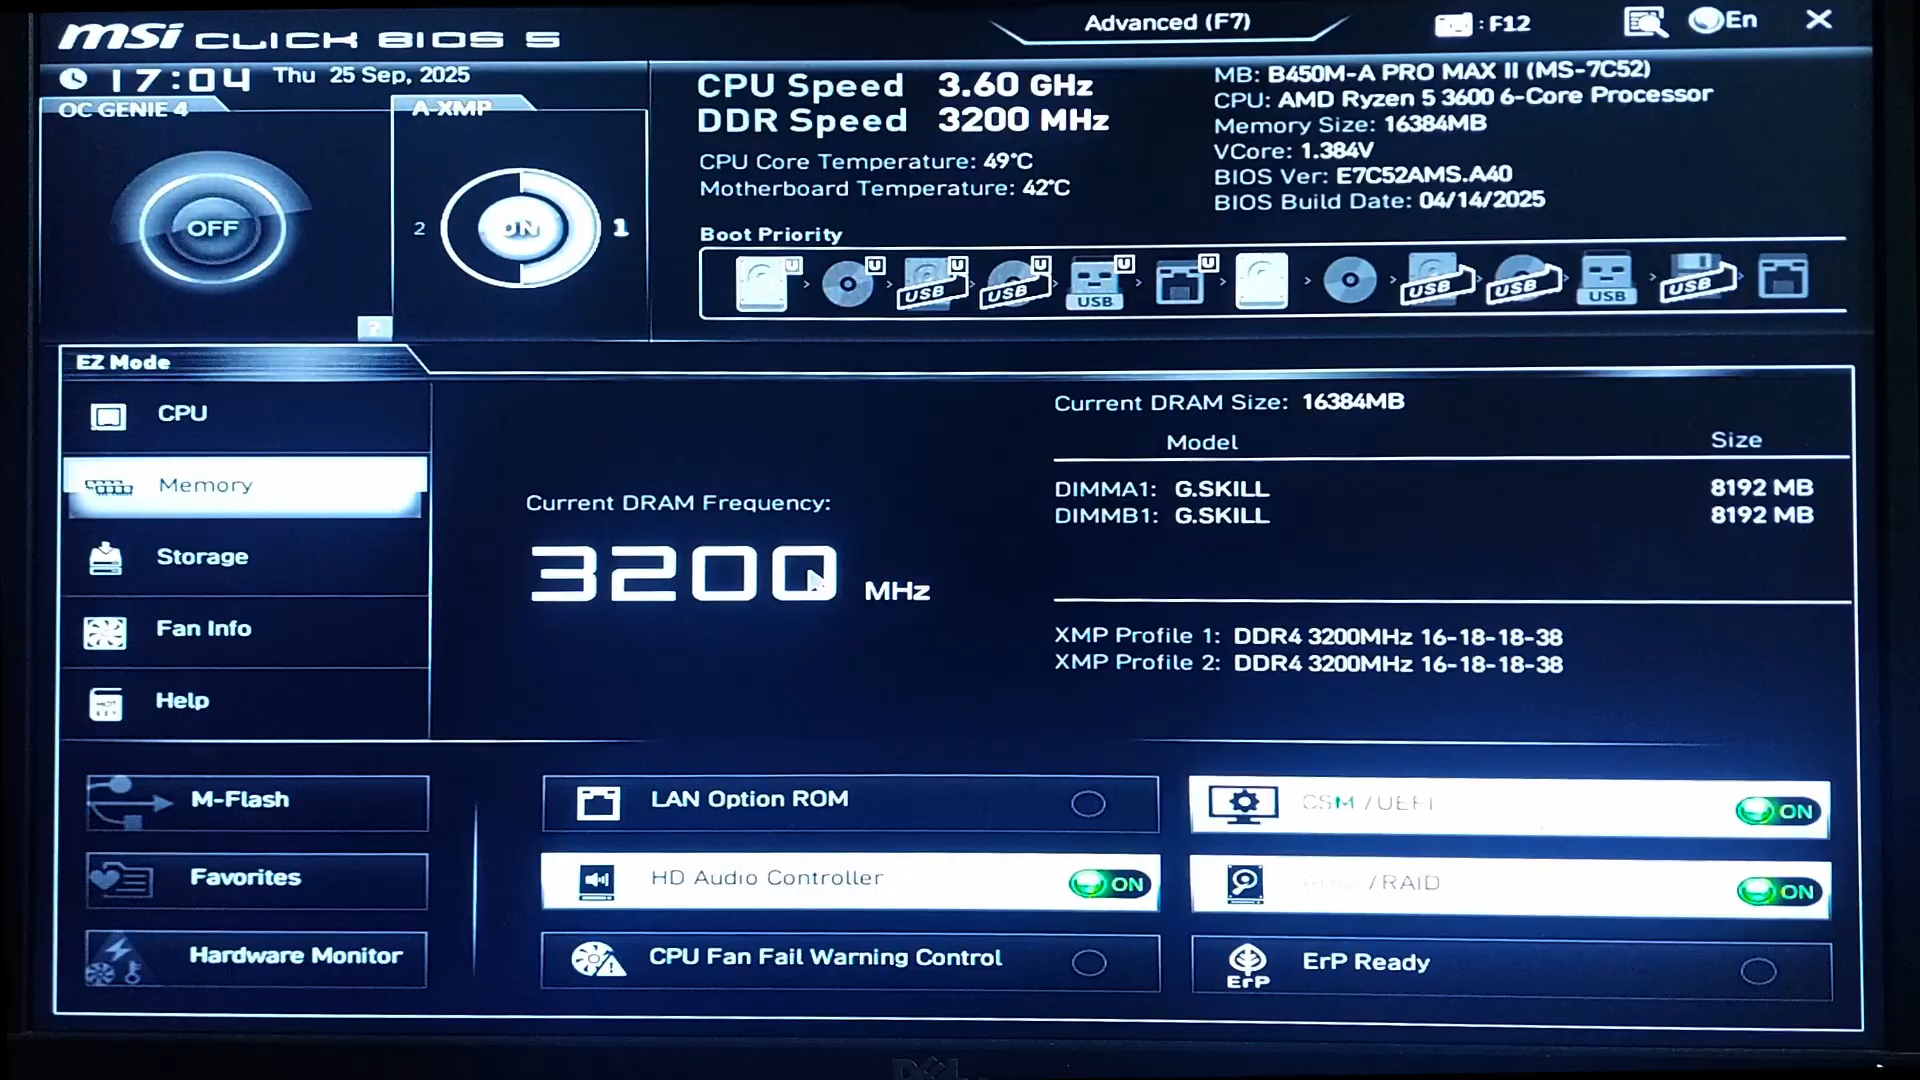 msi CLICK BIOS 5
Advanced (F7)
: F12
En
X
17:04 Thu 25 Sep, 2025
OC GENIE 4
OFF
?
A-XMP
2
ON
1
CPU Speed 3.60 GHz
DDR Speed 3200 MHz
CPU Core Temperature: 49°C
Motherboard Temperature: 42°C
MB: B450M-A PRO MAX II (MS-7C52)
CPU: AMD Ryzen 5 3600 6-Core Processor
Memory Size: 16384MB
VCore: 1.384V
BIOS Ver: E7C52AMS.A40
BIOS Build Date: 04/14/2025
Boot Priority
U U U USB U USB U USB U USB USB USB USB
EZ Mode
CPU
Memory
Storage
Fan Info
Help
Current DRAM Frequency:
3200 MHz
Current DRAM Size: 16384MB
Model Size
DIMMA1: G.SKILL 8192 MB
DIMMB1: G.SKILL 8192 MB
XMP Profile 1: DDR4 3200MHz 16-18-18-38
XMP Profile 2: DDR4 3200MHz 16-18-18-38
M-Flash
Favorites
Hardware Monitor
LAN Option ROM
HD Audio Controller ON
CPU Fan Fail Warning Control
CSM /UEFI ON
/RAID ON
ErP ErP Ready